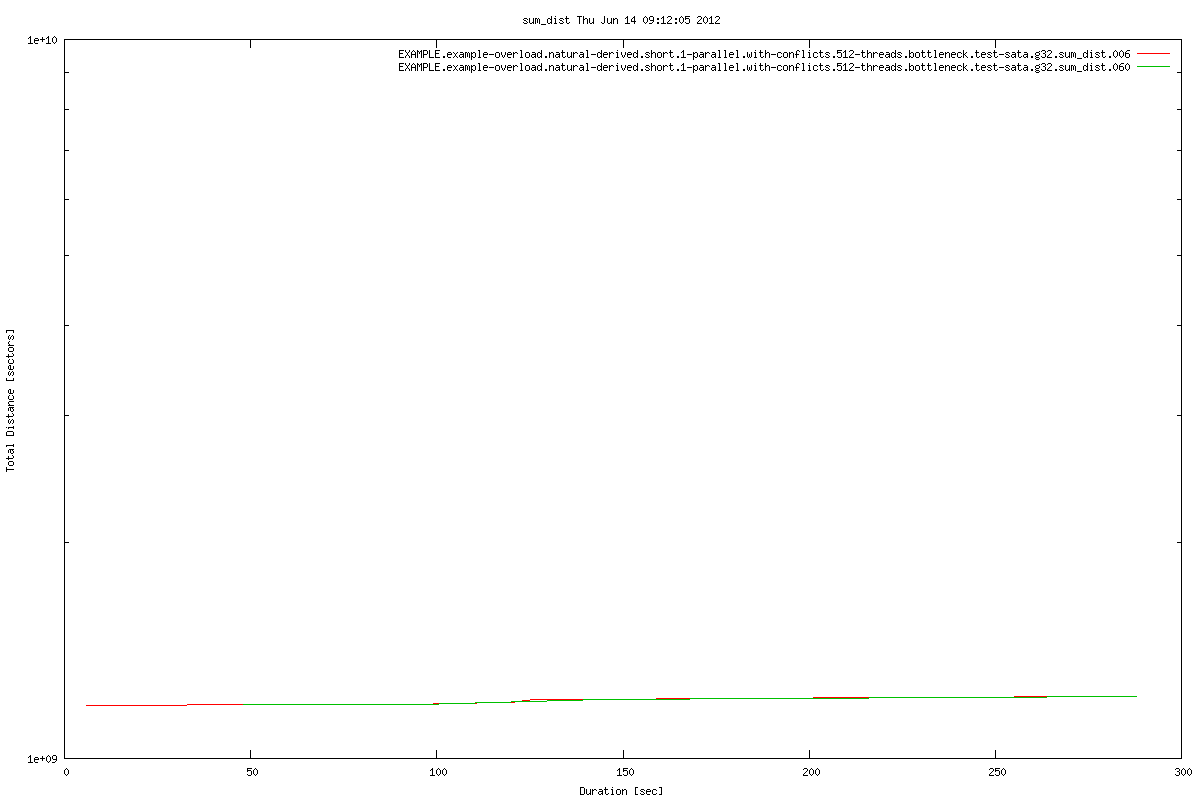 sum_dist Thu Jun 14 09:12:05 2012
1e+10
EXAMPLE.example-overload.natural-derived.short.1-parallel.with-conflicts.512-threads.bottleneck.test-sata.g32.sum_dist.006
EXAMPLE.example-overload.natural-derived.short.1-parallel.with-conflicts.512-threads.bottleneck.test-sata.g32.sum_dist.060
Total Distance [sectors]
1e+09
0 50 100 150 200 250 300
Duration [sec]